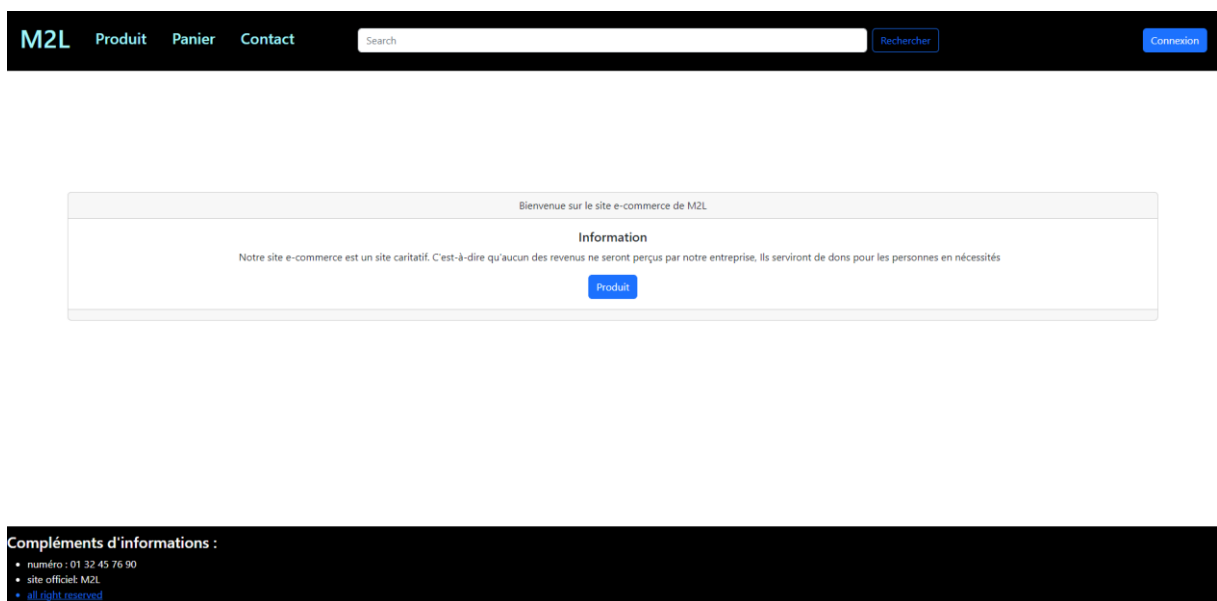 M2L Produit Panier Contact Search Rechercher Connexion
Bienvenue sur le site e-commerce de M2L
Information
Notre site e-commerce est un site caritatif. C'est-à-dire qu'aucun des revenus ne seront perçus par notre entreprise, Ils serviront de dons pour les personnes en nécessités
Produit
Compléments d'informations :
numéro : 01 32 45 76 90
site officiel: M2L
all right reserved